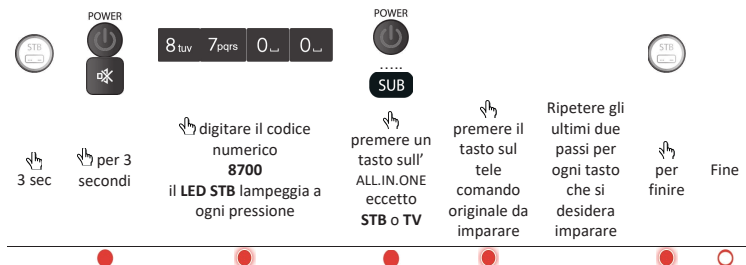 POWER
POWER
STB
STB
8 tuv 7pqrs 0 0
SUB
3 sec
per 3
secondi
digitare il codice
numerico
8700
il LED STB lampeggia a
ogni pressione
premere un
tasto sull'
ALL.IN.ONE
eccetto
STB o TV
premere il
tasto sul
tele
comando
originale da
imparare
Ripetere gli
ultimi due
passi per
ogni tasto
che si
desidera
imparare
per
finire
Fine